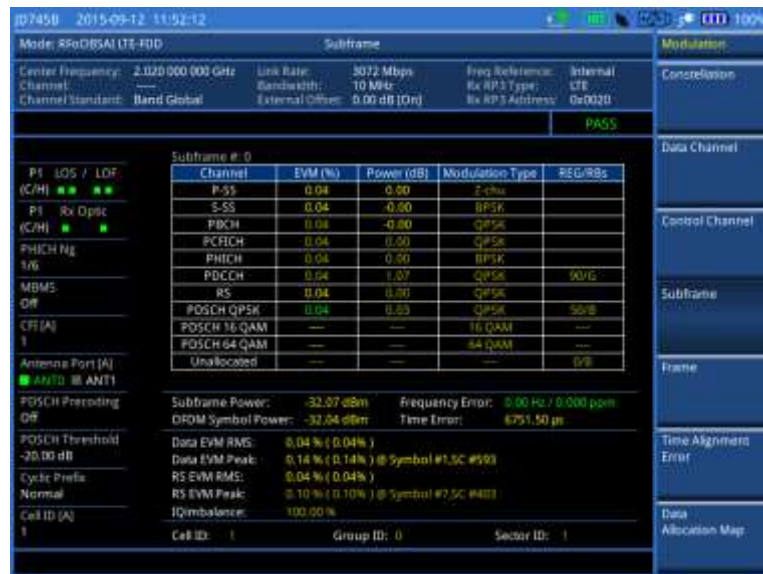 JD745B 2015-09-12 11:52:12
100%
Mode: RFoOBSAI LTE-FDD Subframe
Center Frequency: 2.020 000 000 GHz Link Rate: 3072 Mbps Freq Reference: Internal
Channel: ---- Bandwidth: 10 MHz Rx RP3 Type: LTE
Channel Standard: Band Global External Offset: 0.00 dB [On] Rx RP3 Address: 0x0020
PASS
P1 LOS / LOF
(C/H)
P1 Rx Optic
(C/H)
PHICH Ng
1/6
MBMS
Off
CFI [A]
1
Antenna Port [A]
ANT0 ANT1
PDSCH Precoding
Off
PDSCH Threshold
-20.00 dB
Cyclic Prefix
Normal
Cell ID [A]
1
Subframe #: 0
Channel EVM (%) Power (dB) Modulation Type REG/RBs
P-SS 0.04 0.00 Z-chu
S-SS 0.04 -0.00 BPSK
PBCH 0.04 -0.00 QPSK
PCFICH 0.04 0.00 QPSK
PHICH 0.04 0.00 BPSK
PDCCH 0.04 1.07 QPSK 90/G
RS 0.04 0.00 QPSK
PDSCH QPSK 0.04 0.03 QPSK 50/B
PDSCH 16 QAM ---- ---- 16 QAM ----
PDSCH 64 QAM ---- ---- 64 QAM ----
Unallocated ---- ---- ---- 0/B
Subframe Power: -32.07 dBm Frequency Error: 0.00 Hz / 0.000 ppm
OFDM Symbol Power: -32.04 dBm Time Error: 6751.50 µs
Data EVM RMS: 0.04 % ( 0.04% )
Data EVM Peak: 0.14 % ( 0.14% ) @ Symbol #1,SC #593
RS EVM RMS: 0.04 % ( 0.04% )
RS EVM Peak: 0.10 % ( 0.10% ) @ Symbol #7,SC #403
IQimbalance: 100.00 %
Cell ID: 1 Group ID: 0 Sector ID: 1
Modulation
Constellation
Data Channel
Control Channel
Subframe
Frame
Time Alignment
Error
Data
Allocation Map